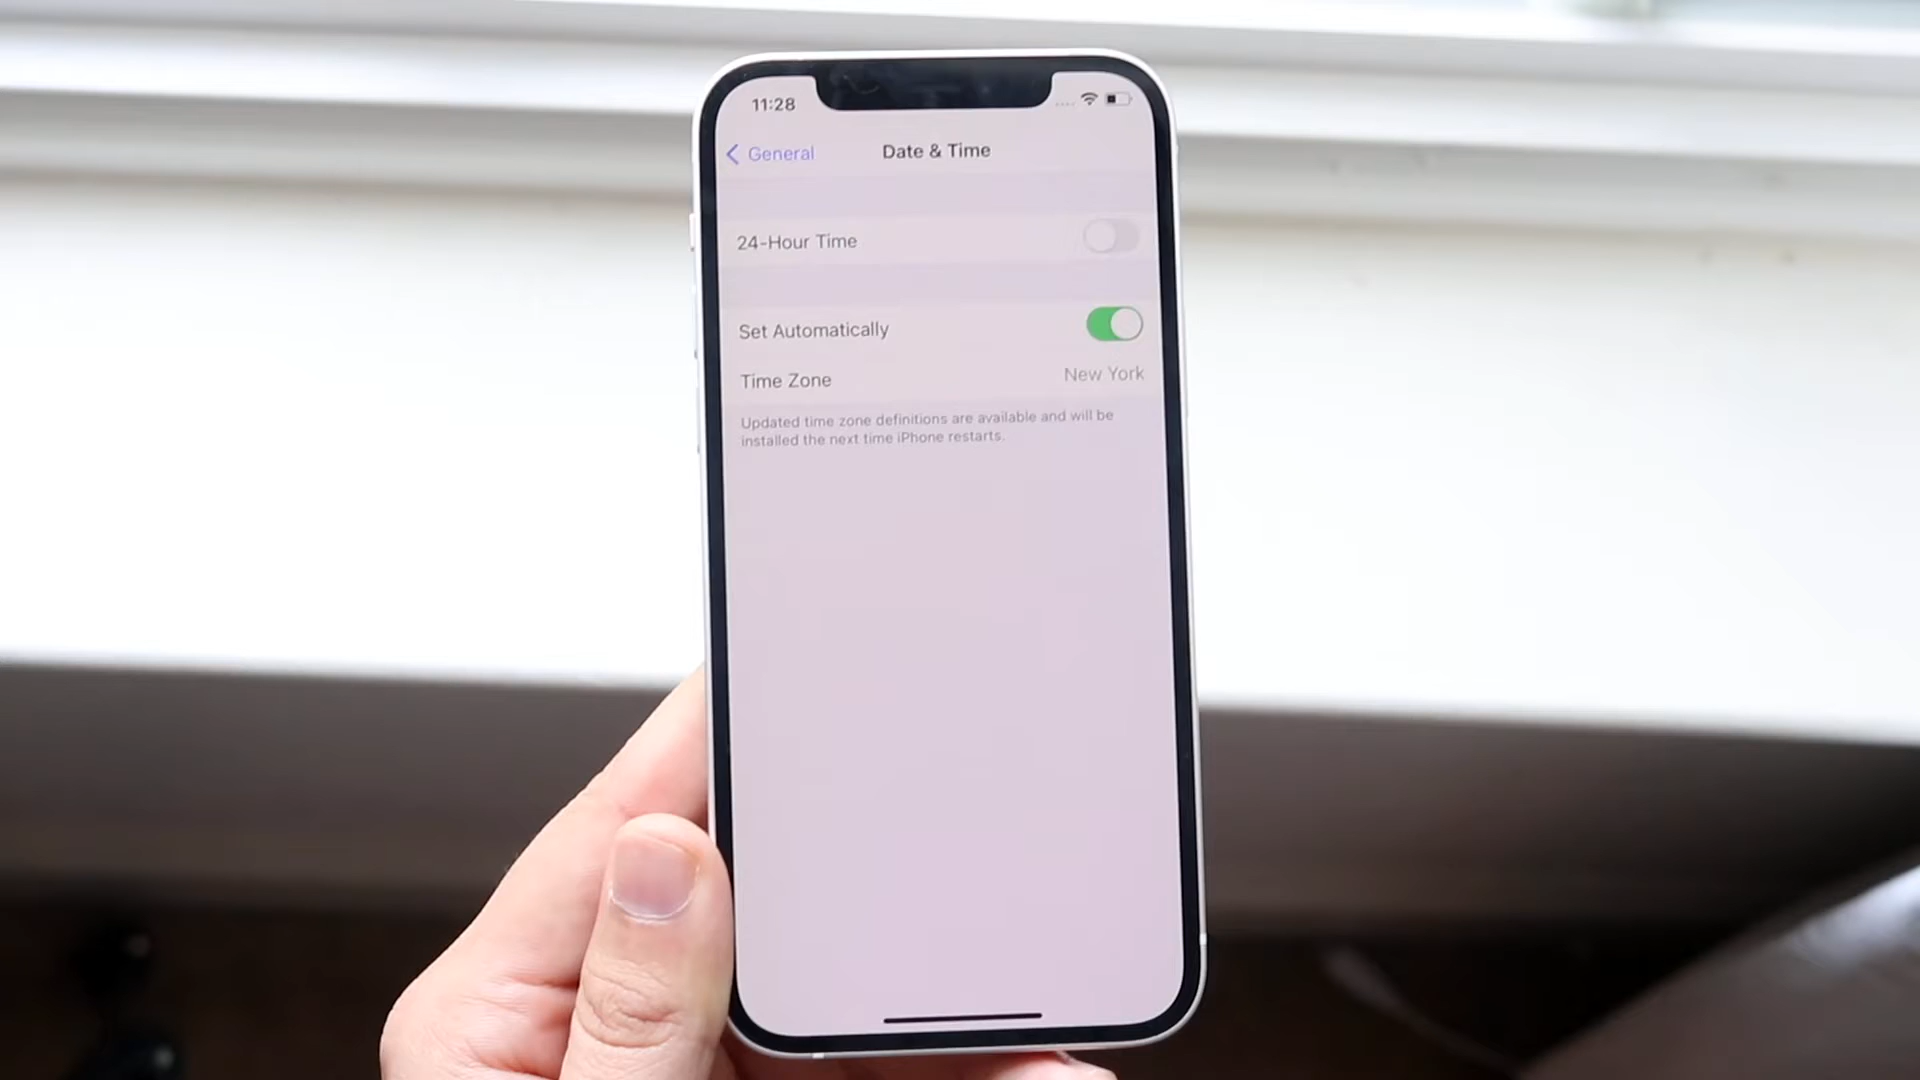 11:28
General
Date & Time
24-Hour Time
Set Automatically
Time Zone
New York
Updated time zone definitions are available and will be
installed the next time iPhone restarts.